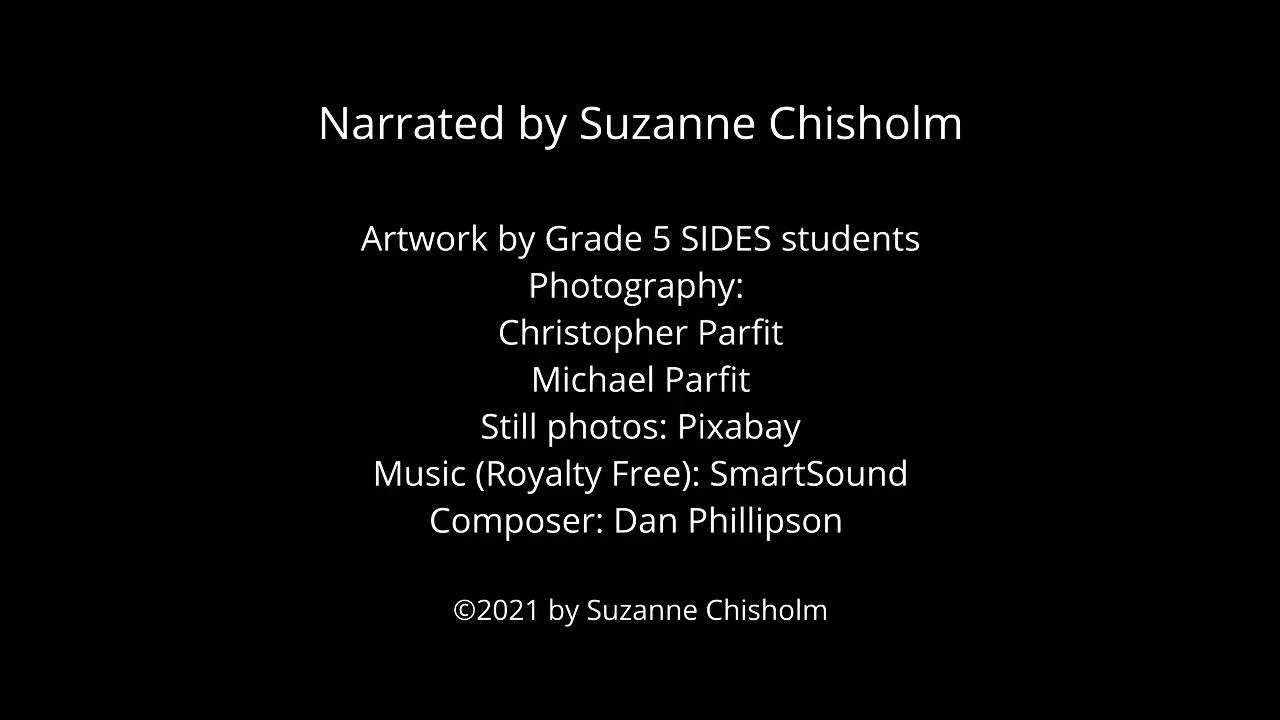 Narrated by Suzanne Chisholm
Artwork by Grade 5 SIDES students
Photography:
Christopher Parfit
Michael Parfit
Still photos: Pixabay
Music (Royalty Free): SmartSound
Composer: Dan Phillipson
©2021 by Suzanne Chisholm